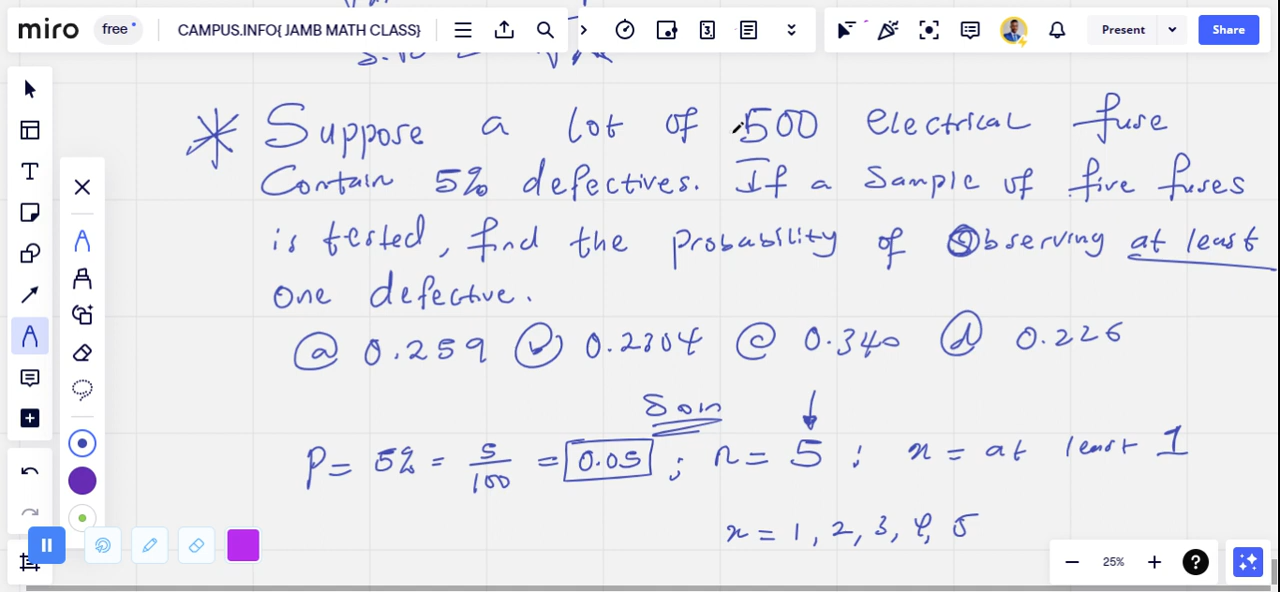 miro free CAMPUS.INFO{ JAMB MATH CLASS} Present Share
Suppose a lot of 500 electrical fuse
Contain 5% defectives. If a Sample of five fuses
is tested, find the probability of Observing at least
one defective.
ⓐ 0.259 ⓑ 0.2304 ⓒ 0.340 ⓓ 0.226
Soln
P = 5% = 5/100 = 0.05 ; n = 5 ; x = at least 1
x = 1, 2, 3, 4, 5
25%